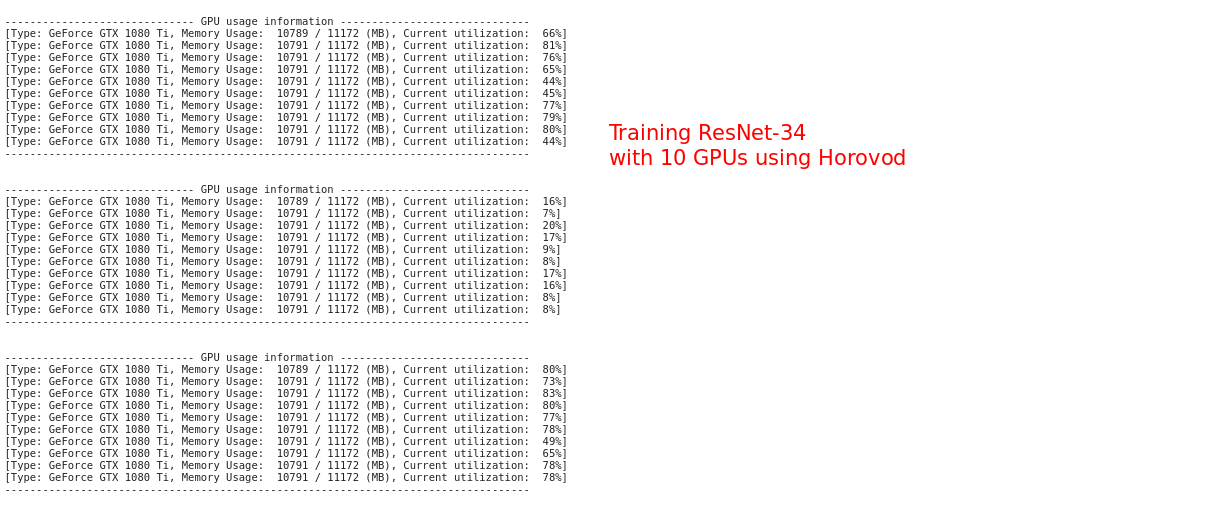 ------------------------------ GPU usage information ------------------------------
[Type: GeForce GTX 1080 Ti, Memory Usage:  10789 / 11172 (MB), Current utilization:  66%]
[Type: GeForce GTX 1080 Ti, Memory Usage:  10791 / 11172 (MB), Current utilization:  81%]
[Type: GeForce GTX 1080 Ti, Memory Usage:  10791 / 11172 (MB), Current utilization:  76%]
[Type: GeForce GTX 1080 Ti, Memory Usage:  10791 / 11172 (MB), Current utilization:  65%]
[Type: GeForce GTX 1080 Ti, Memory Usage:  10791 / 11172 (MB), Current utilization:  44%]
[Type: GeForce GTX 1080 Ti, Memory Usage:  10791 / 11172 (MB), Current utilization:  45%]
[Type: GeForce GTX 1080 Ti, Memory Usage:  10791 / 11172 (MB), Current utilization:  77%]
[Type: GeForce GTX 1080 Ti, Memory Usage:  10791 / 11172 (MB), Current utilization:  79%]
[Type: GeForce GTX 1080 Ti, Memory Usage:  10791 / 11172 (MB), Current utilization:  80%]
[Type: GeForce GTX 1080 Ti, Memory Usage:  10791 / 11172 (MB), Current utilization:  44%]
-----------------------------------------------------------------------------------
Training ResNet-34
with 10 GPUs using Horovod
------------------------------ GPU usage information ------------------------------
[Type: GeForce GTX 1080 Ti, Memory Usage:  10789 / 11172 (MB), Current utilization:  16%]
[Type: GeForce GTX 1080 Ti, Memory Usage:  10791 / 11172 (MB), Current utilization:  7%]
[Type: GeForce GTX 1080 Ti, Memory Usage:  10791 / 11172 (MB), Current utilization:  20%]
[Type: GeForce GTX 1080 Ti, Memory Usage:  10791 / 11172 (MB), Current utilization:  17%]
[Type: GeForce GTX 1080 Ti, Memory Usage:  10791 / 11172 (MB), Current utilization:  9%]
[Type: GeForce GTX 1080 Ti, Memory Usage:  10791 / 11172 (MB), Current utilization:  8%]
[Type: GeForce GTX 1080 Ti, Memory Usage:  10791 / 11172 (MB), Current utilization:  17%]
[Type: GeForce GTX 1080 Ti, Memory Usage:  10791 / 11172 (MB), Current utilization:  16%]
[Type: GeForce GTX 1080 Ti, Memory Usage:  10791 / 11172 (MB), Current utilization:  8%]
[Type: GeForce GTX 1080 Ti, Memory Usage:  10791 / 11172 (MB), Current utilization:  8%]
-----------------------------------------------------------------------------------
------------------------------ GPU usage information ------------------------------
[Type: GeForce GTX 1080 Ti, Memory Usage:  10789 / 11172 (MB), Current utilization:  80%]
[Type: GeForce GTX 1080 Ti, Memory Usage:  10791 / 11172 (MB), Current utilization:  73%]
[Type: GeForce GTX 1080 Ti, Memory Usage:  10791 / 11172 (MB), Current utilization:  83%]
[Type: GeForce GTX 1080 Ti, Memory Usage:  10791 / 11172 (MB), Current utilization:  80%]
[Type: GeForce GTX 1080 Ti, Memory Usage:  10791 / 11172 (MB), Current utilization:  77%]
[Type: GeForce GTX 1080 Ti, Memory Usage:  10791 / 11172 (MB), Current utilization:  78%]
[Type: GeForce GTX 1080 Ti, Memory Usage:  10791 / 11172 (MB), Current utilization:  49%]
[Type: GeForce GTX 1080 Ti, Memory Usage:  10791 / 11172 (MB), Current utilization:  65%]
[Type: GeForce GTX 1080 Ti, Memory Usage:  10791 / 11172 (MB), Current utilization:  78%]
[Type: GeForce GTX 1080 Ti, Memory Usage:  10791 / 11172 (MB), Current utilization:  78%]
-----------------------------------------------------------------------------------